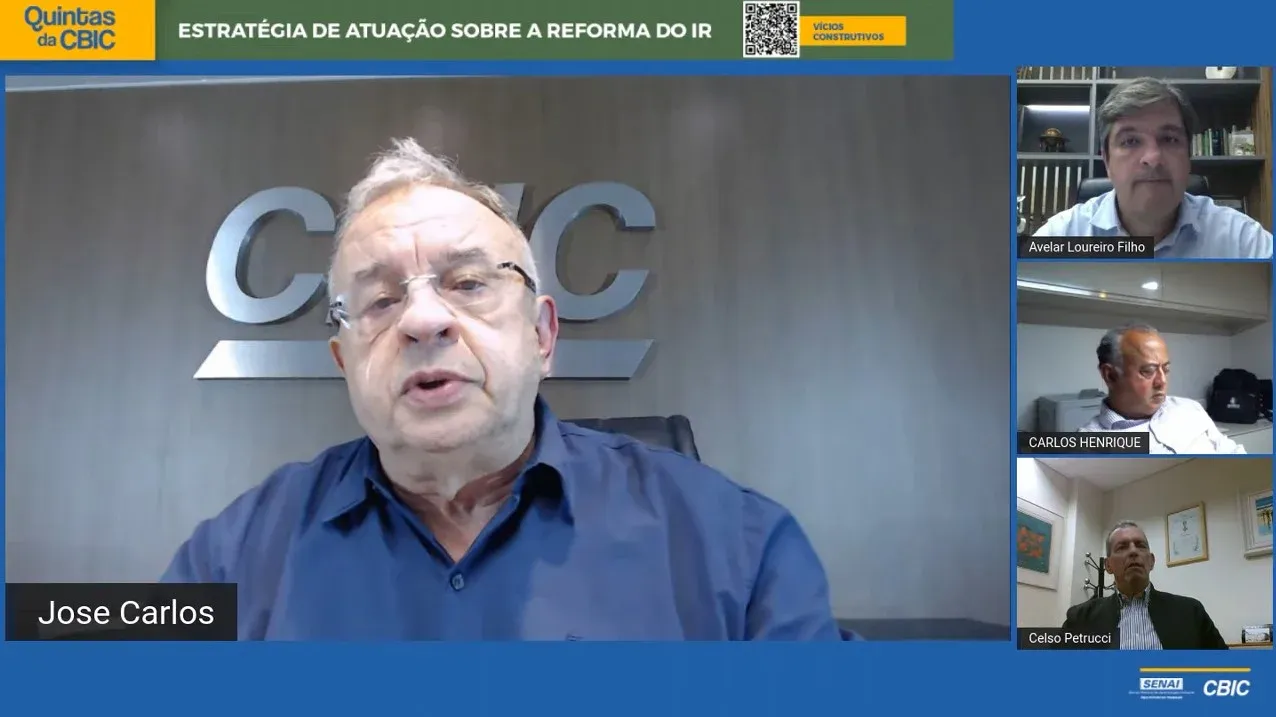 Quintas
da CBIC
ESTRATÉGIA DE ATUAÇÃO SOBRE A REFORMA DO IR
VÍCIOS
CONSTRUTIVOS
Avelar Loureiro Filho
CARLOS HENRIQUE
Celso Petrucci
Jose Carlos
SENAI
CBIC